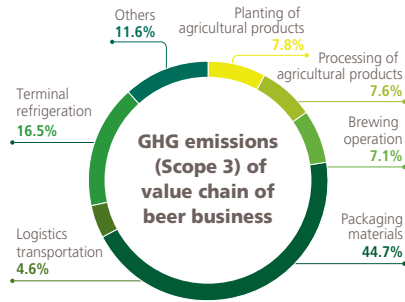 Others
11.6%
Planting of
agricultural products
7.8%
Processing of
agricultural products
7.6%
Brewing
operation
7.1%
Packaging
materials
44.7%
Logistics
transportation
4.6%
Terminal
refrigeration
16.5%
GHG emissions
(Scope 3) of
value chain of
beer business